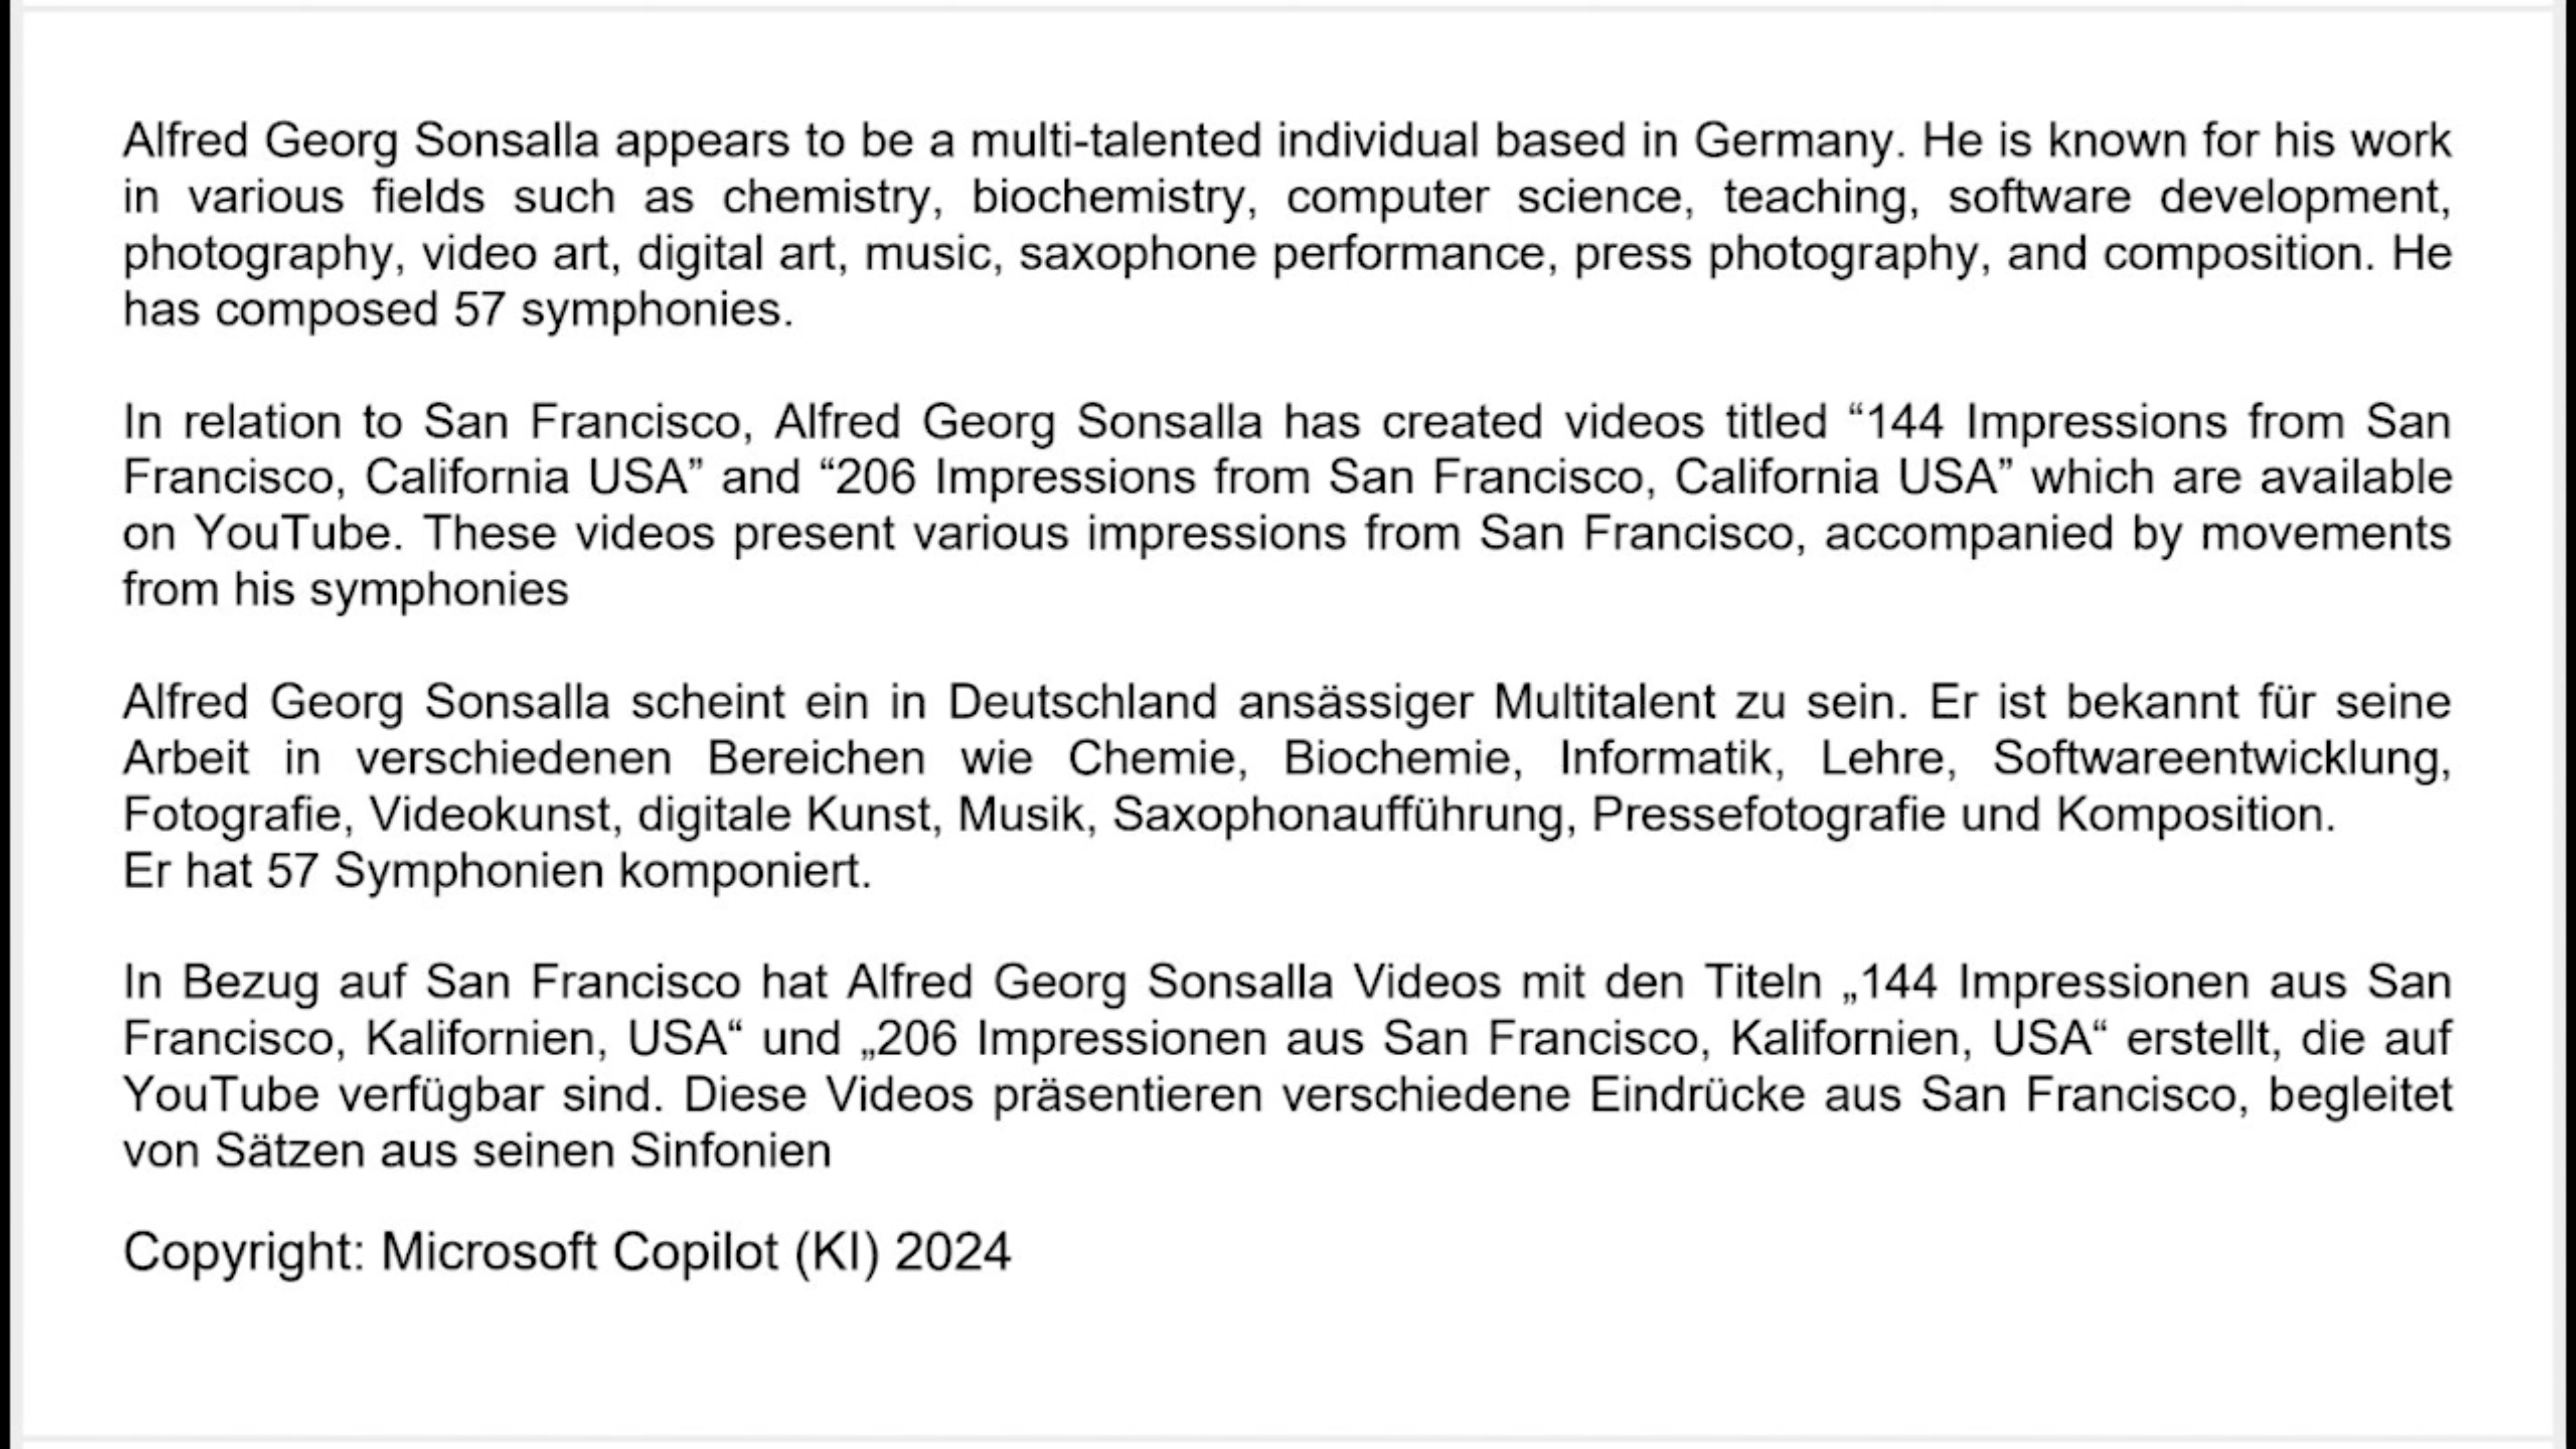 Alfred Georg Sonsalla appears to be a multi-talented individual based in Germany. He is known for his work
in various fields such as chemistry, biochemistry, computer science, teaching, software development,
photography, video art, digital art, music, saxophone performance, press photography, and composition. He
has composed 57 symphonies.
In relation to San Francisco, Alfred Georg Sonsalla has created videos titled “144 Impressions from San
Francisco, California USA” and “206 Impressions from San Francisco, California USA” which are available
on YouTube. These videos present various impressions from San Francisco, accompanied by movements
from his symphonies
Alfred Georg Sonsalla scheint ein in Deutschland ansässiger Multitalent zu sein. Er ist bekannt für seine
Arbeit in verschiedenen Bereichen wie Chemie, Biochemie, Informatik, Lehre, Softwareentwicklung,
Fotografie, Videokunst, digitale Kunst, Musik, Saxophonaufführung, Pressefotografie und Komposition.
Er hat 57 Symphonien komponiert.
In Bezug auf San Francisco hat Alfred Georg Sonsalla Videos mit den Titeln „144 Impressionen aus San
Francisco, Kalifornien, USA“ und „206 Impressionen aus San Francisco, Kalifornien, USA“ erstellt, die auf
YouTube verfügbar sind. Diese Videos präsentieren verschiedene Eindrücke aus San Francisco, begleitet
von Sätzen aus seinen Sinfonien
Copyright: Microsoft Copilot (KI) 2024